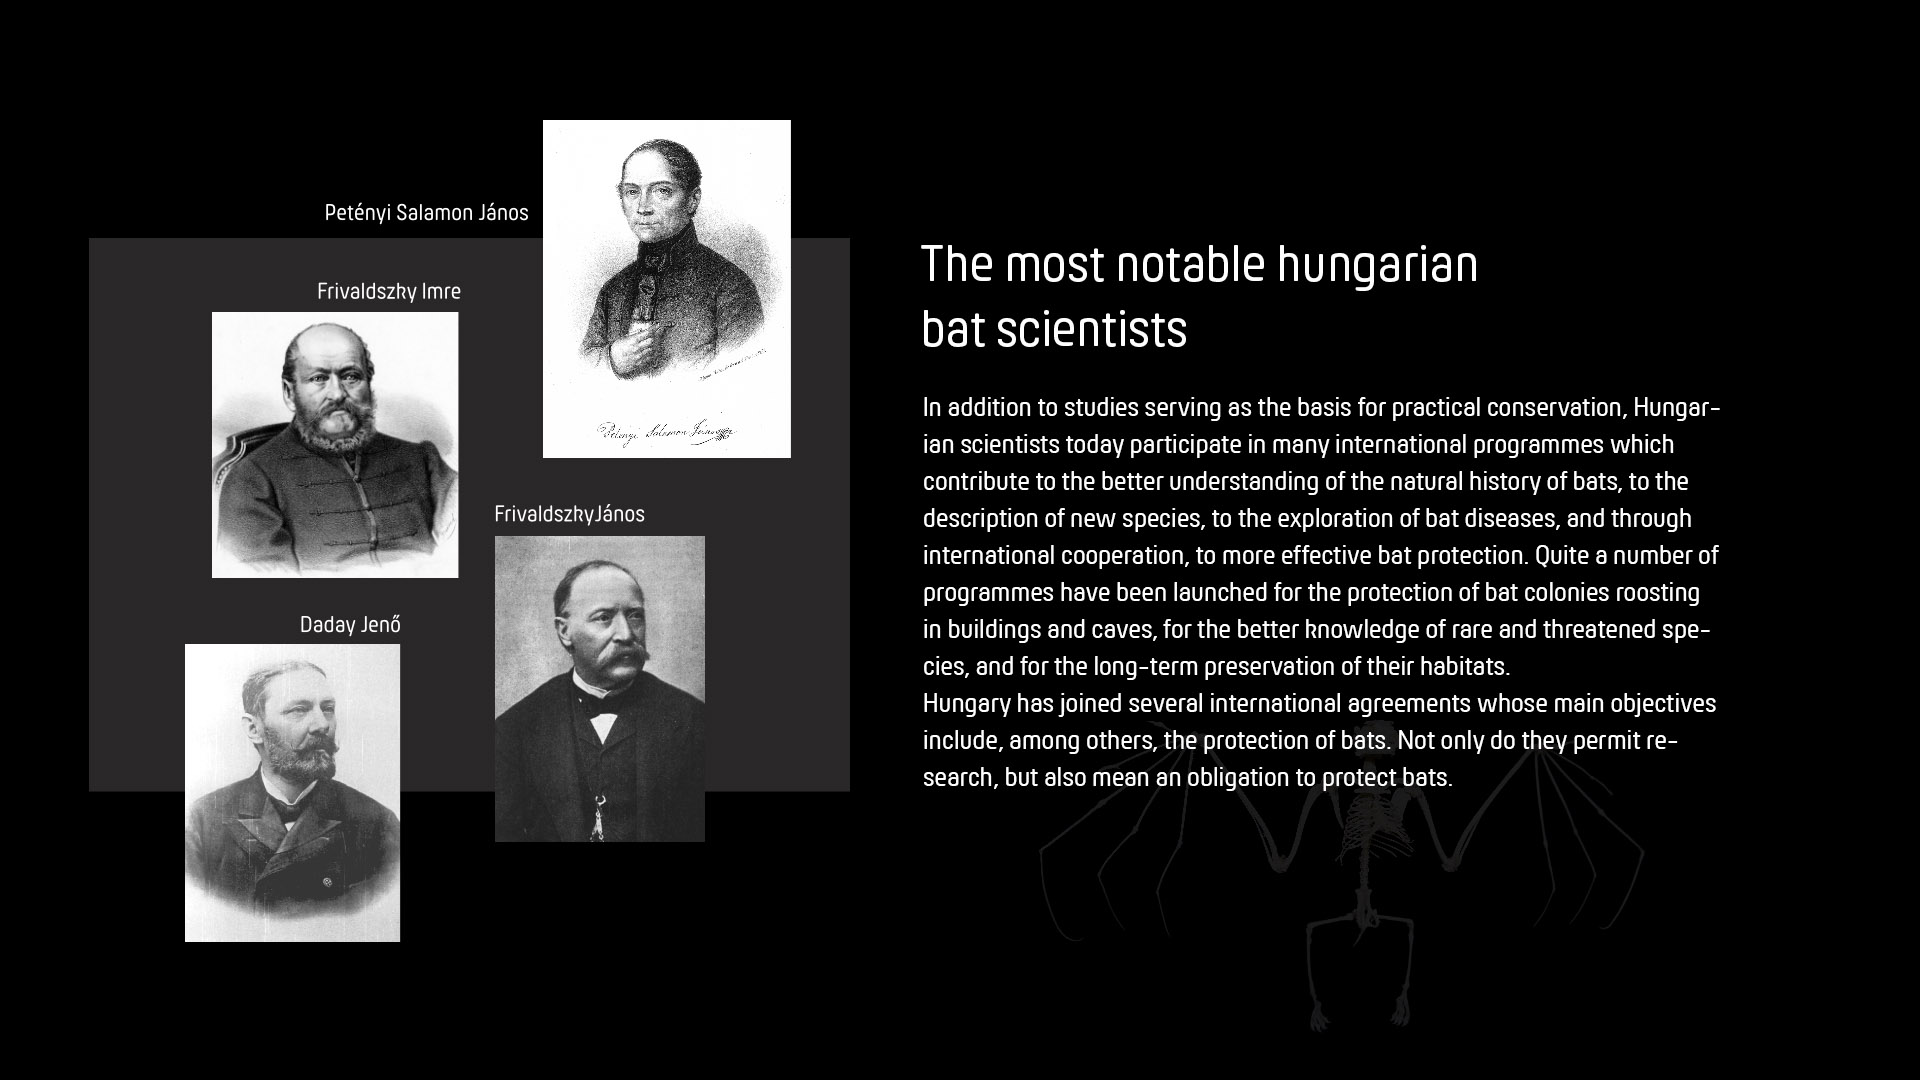 Petényi Salamon János
Frivaldszky Imre
Petényi Salamon János
FrivaldszkyJános
Daday Jenő
The most notable hungarian
bat scientists
In addition to studies serving as the basis for practical conservation, Hungar-
ian scientists today participate in many international programmes which
contribute to the better understanding of the natural history of bats, to the
description of new species, to the exploration of bat diseases, and through
international cooperation, to more effective bat protection. Quite a number of
programmes have been launched for the protection of bat colonies roosting
in buildings and caves, for the better knowledge of rare and threatened spe-
cies, and for the long-term preservation of their habitats.
Hungary has joined several international agreements whose main objectives
include, among others, the protection of bats. Not only do they permit re-
search, but also mean an obligation to protect bats.